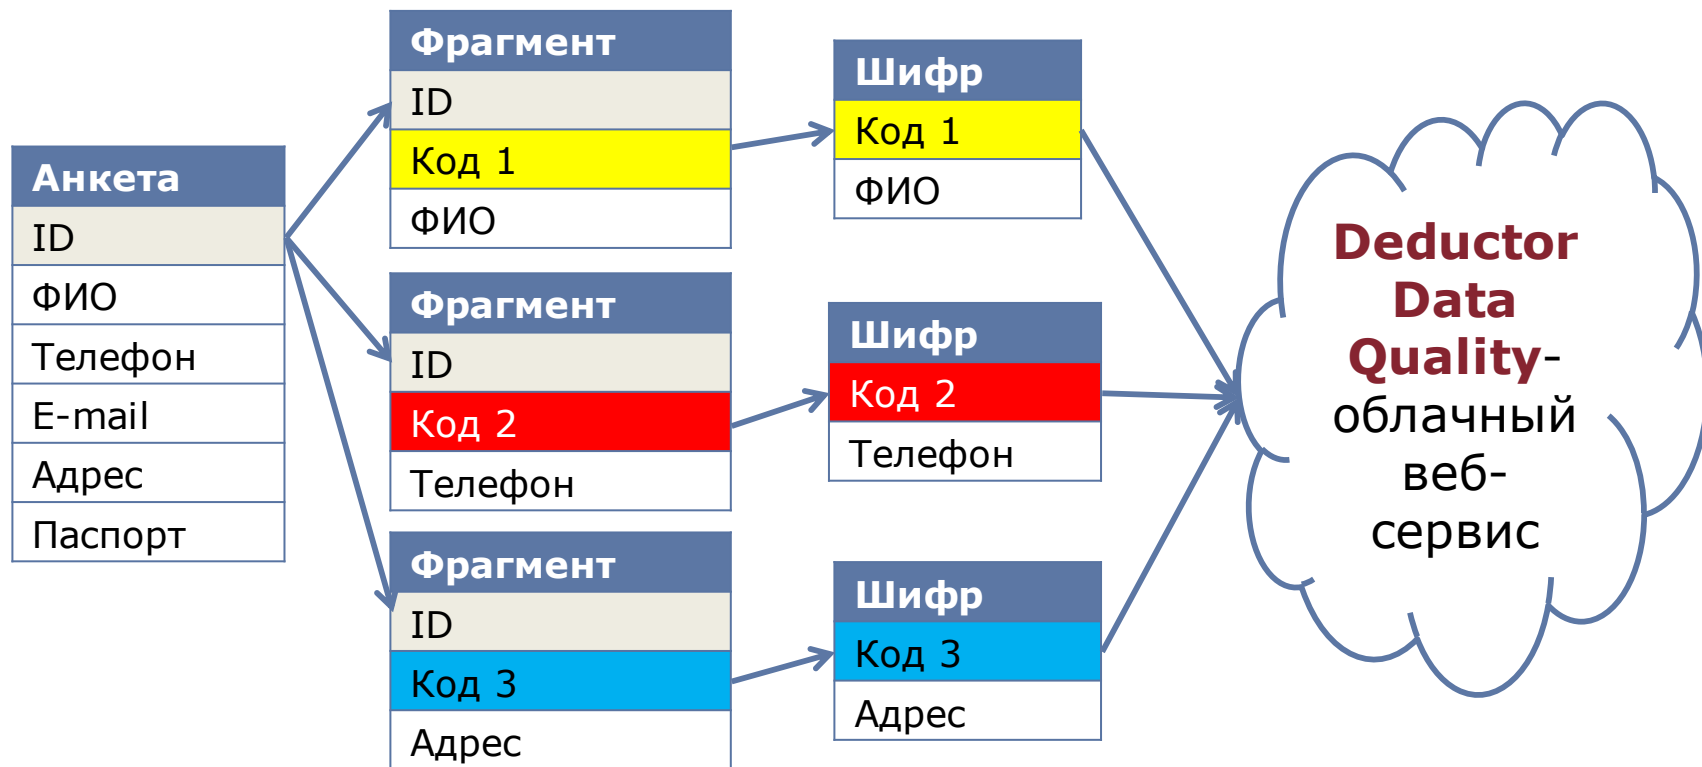 Анкета
ID
ФИО
Телефон
E-mail
Адрес
Паспорт
Фрагмент
ID
Код 1
ФИО
Фрагмент
ID
Код 2
Телефон
Фрагмент
ID
Код 3
Адрес
Шифр
Код 1
ФИО
Шифр
Код 2
Телефон
Шифр
Код 3
Адрес
Deductor
Data
Quality-
облачный
веб-
сервис